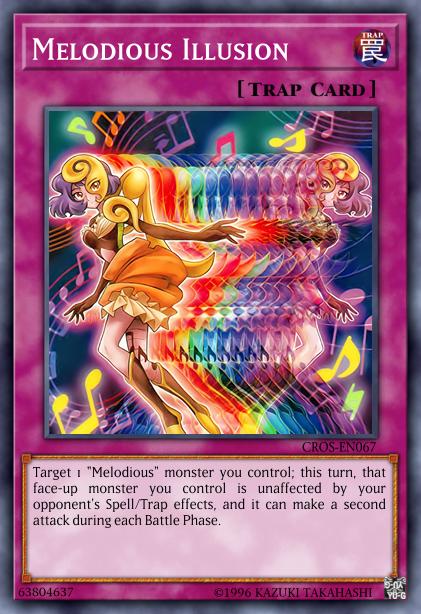 MELODIOUS ILLUSION
TRAP
罠
[TRAP CARD]
CROS-EN067
Target 1 "Melodious" monster you control; this turn, that
face-up monster you control is unaffected by your
opponent's Spell/Trap effects, and it can make a second
attack during each Battle Phase.
63804637
©1996 KAZUKI TAKAHASHI